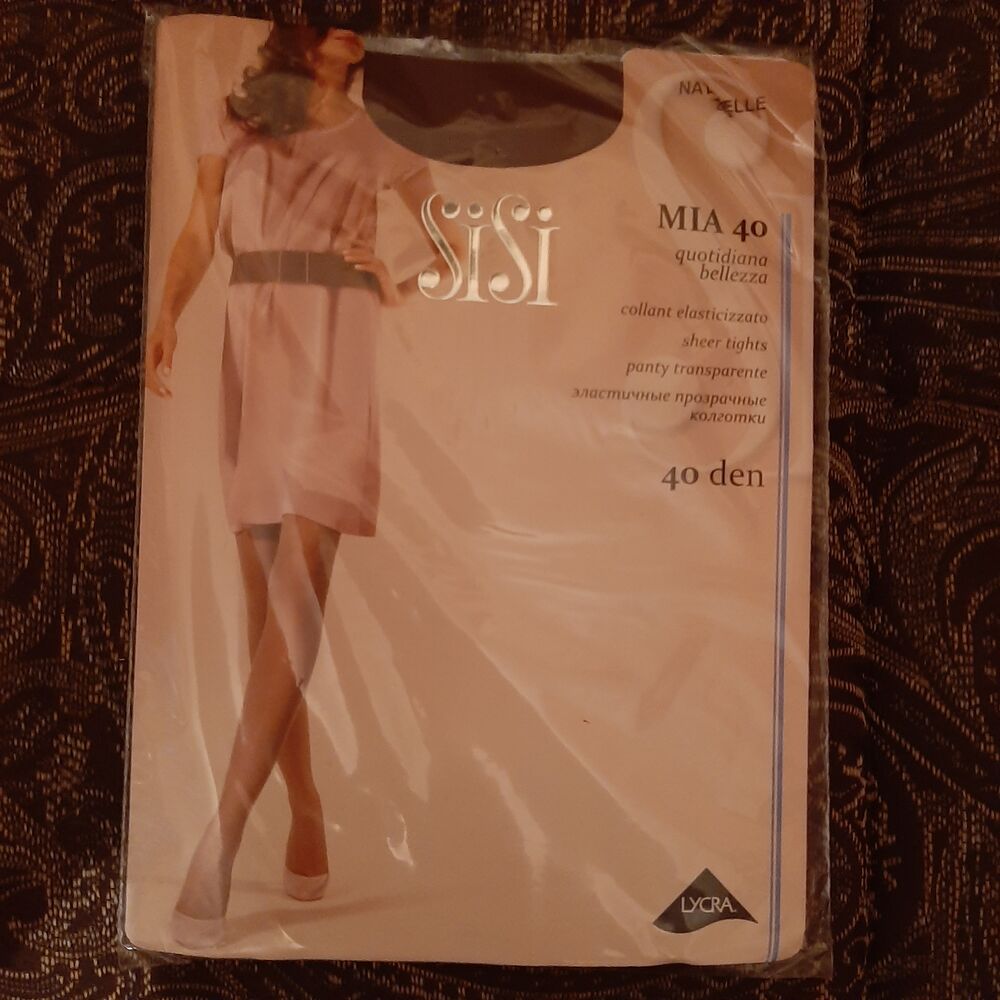 SiSi
MIA 40
quotidiana
bellezza
collant elasticizzato
sheer tights
panty transparente
эластичные прозрачные
колготки
40 den
LYCRA